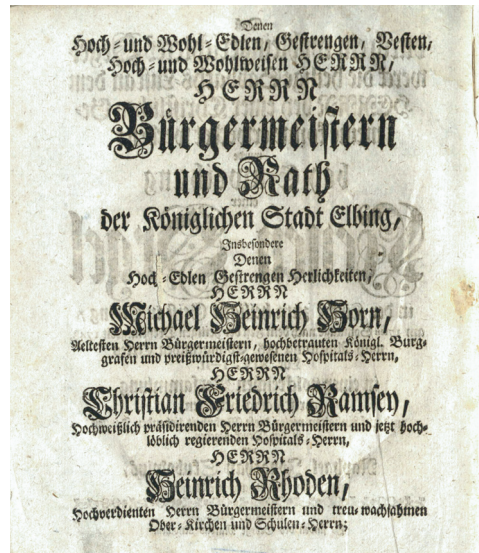 Denen
Hoch-und Wohl-Edlen, Gestrengen, Vesten,
Hoch-und Wohlweisen HERRN,
HERRN
Bürgermeistern
und Rath
der Königlichen Stadt Elbing,
Insbesondere
Denen
Hoch-Edlen Gestrengen Herlichkeiten,
HERRN
Michael Heinrich Horn,
Aeltesten Herrn Bürgermeistern, hochbetrauten Königl. Burg-
grafen und preißwürdigst-gewesenen Hospitals-Herrn,
HERRN
Christian Friedrich Ramsey,
Hochweißlich präsidirenden Herrn Bürgermeistern und jetzt hoch-
löblich regierenden Hospitals-Herrn,
HERRN
Heinrich Rhoden,
Hochverdienten Herrn Bürgermeistern und treu-wachsahmen
Ober-Kirchen und Schulen-Herrn;